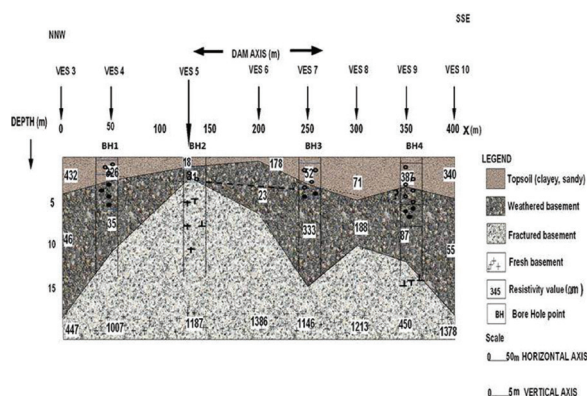 NNW
SSE
DAM AXIS (m)
VES 3 VES 4 VES 5 VES 6 VES 7 VES 8 VES 9 VES 10
DEPTH (m)
0 50 100 150 200 250 300 350 400 X(m)
BH1 BH2 BH3 BH4
432 18 178 52 71 387 340
5 23
46 35 333 188 87 55
10
15
447 1007 1187 1386 1146 1213 450 1378
LEGEND
Topsoil (clayey, sandy)
Weathered basement
Fractured basement
Fresh basement
345 Resistivity value (Ωm)
BH Bore Hole point
Scale
0 50m HORIZONTAL AXIS
0 5m VERTICAL AXIS